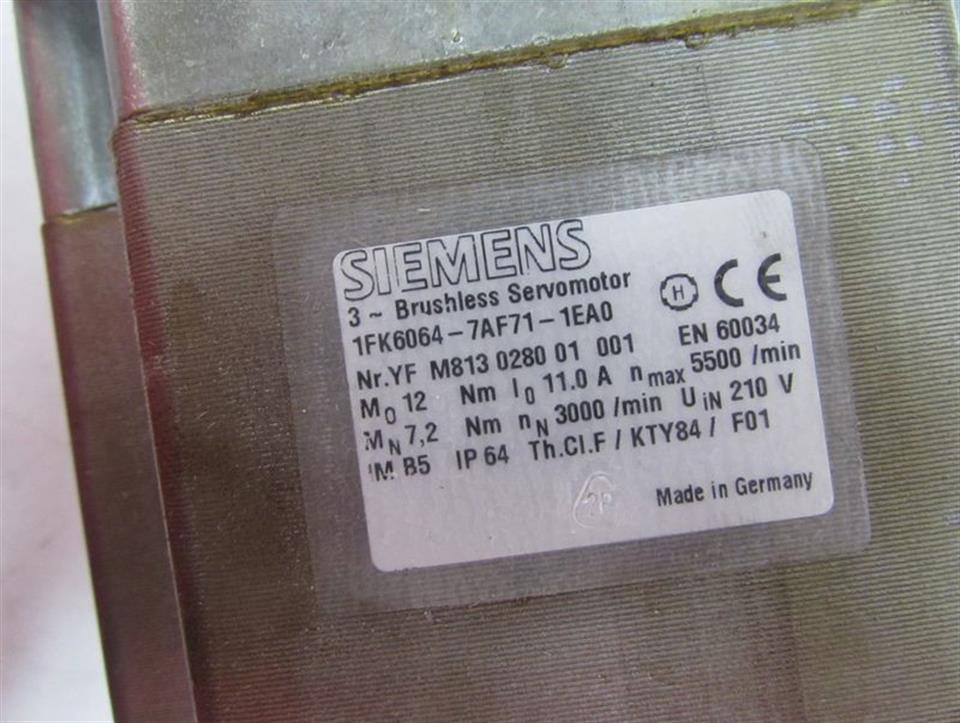 SIEMENS
3 ~ Brushless Servomotor
H CE
1FK6064-7AF71-1EA0
Nr.YF M813 0280 01 001 EN 60034
M0 12 Nm I0 11.0 A nmax 5500 /min
MN 7,2 Nm nN 3000 /min UiN 210 V
IM B5 IP 64 Th.Cl.F / KTY84 / F01
Made in Germany